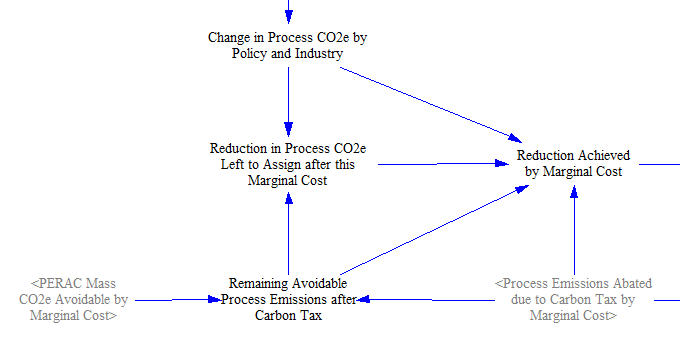 Change in Process CO2e by
Policy and Industry
Reduction in Process CO2e
Left to Assign after this
Marginal Cost
Reduction Achieved
by Marginal Cost
<PERAC Mass
CO2e Avoidable by
Marginal Cost>
Remaining Avoidable
Process Emissions after
Carbon Tax
<Process Emissions Abated
due to Carbon Tax by
Marginal Cost>